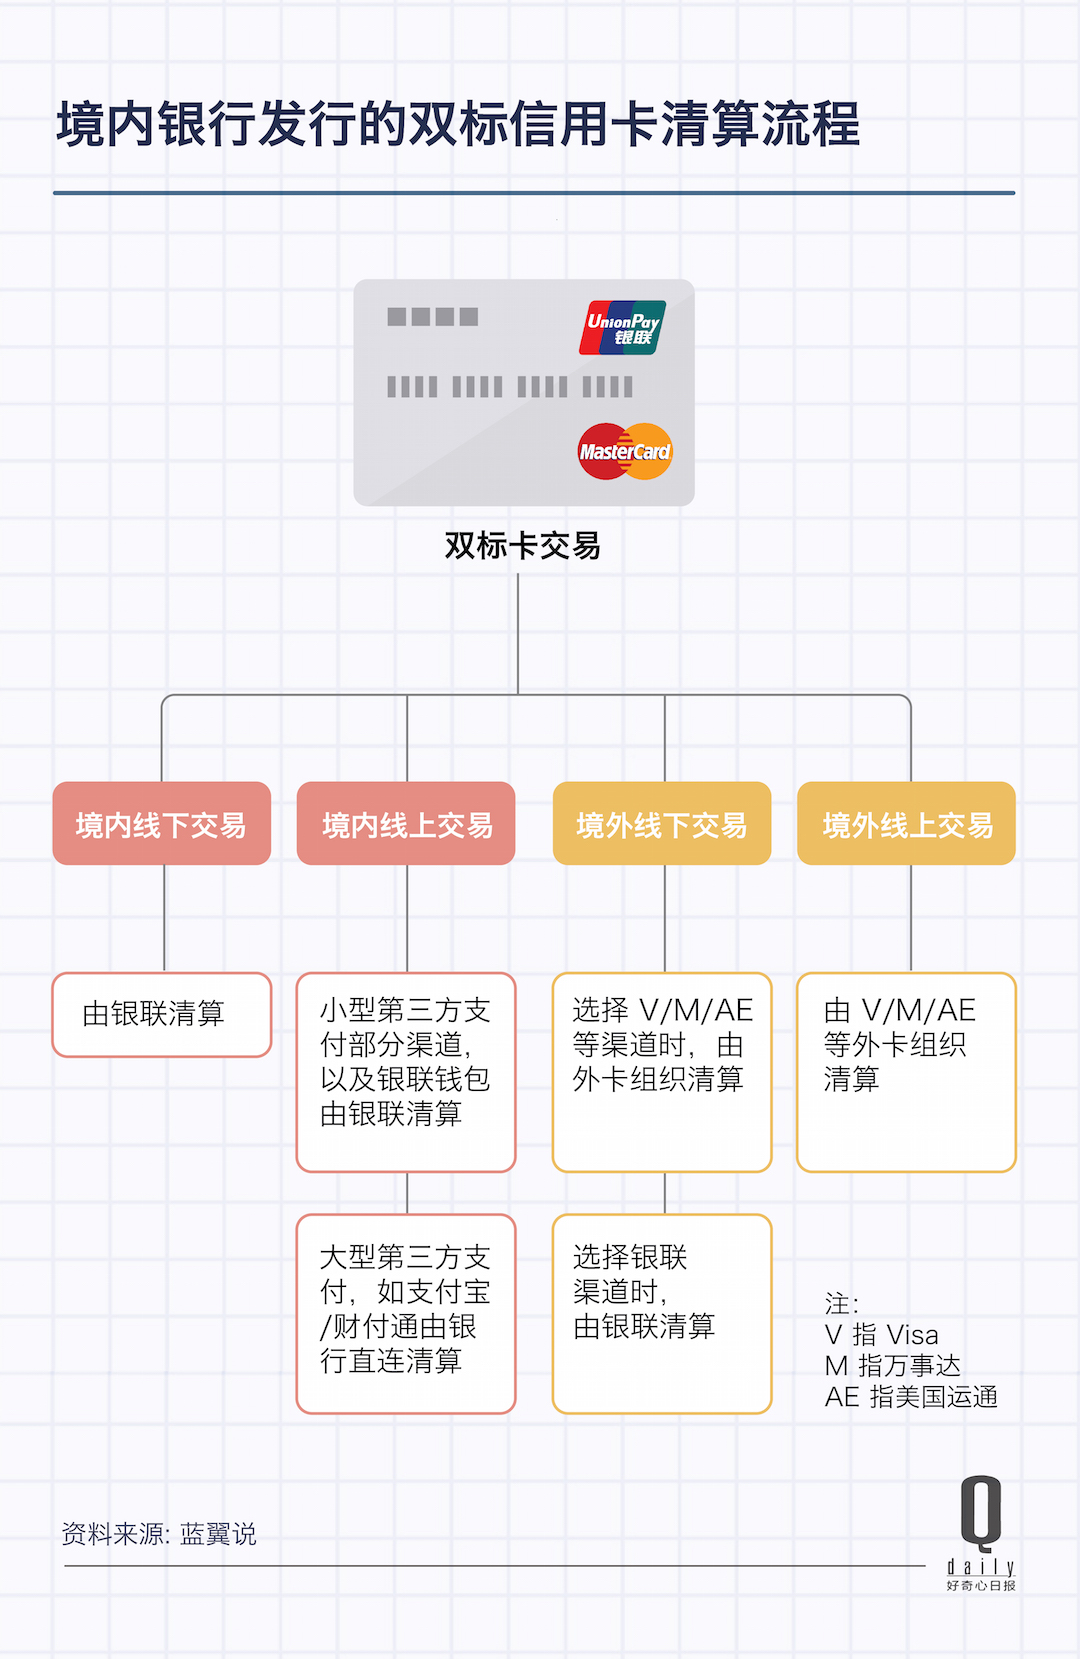 境内银行发行的双标信用卡清算流程
UnionPay
银联
MasterCard
双标卡交易
境内线下交易
境内线上交易
境外线下交易
境外线上交易
由银联清算
小型第三方支
付部分渠道，
以及银联钱包
由银联清算
选择 V/M/AE
等渠道时，由
外卡组织清算
由 V/M/AE
等外卡组织
清算
大型第三方支
付，如支付宝
/财付通由银
行直连清算
选择银联
渠道时，
由银联清算
注：
V 指 Visa
M 指万事达
AE 指美国运通
资料来源: 蓝翼说
Q
daily
好奇心日报